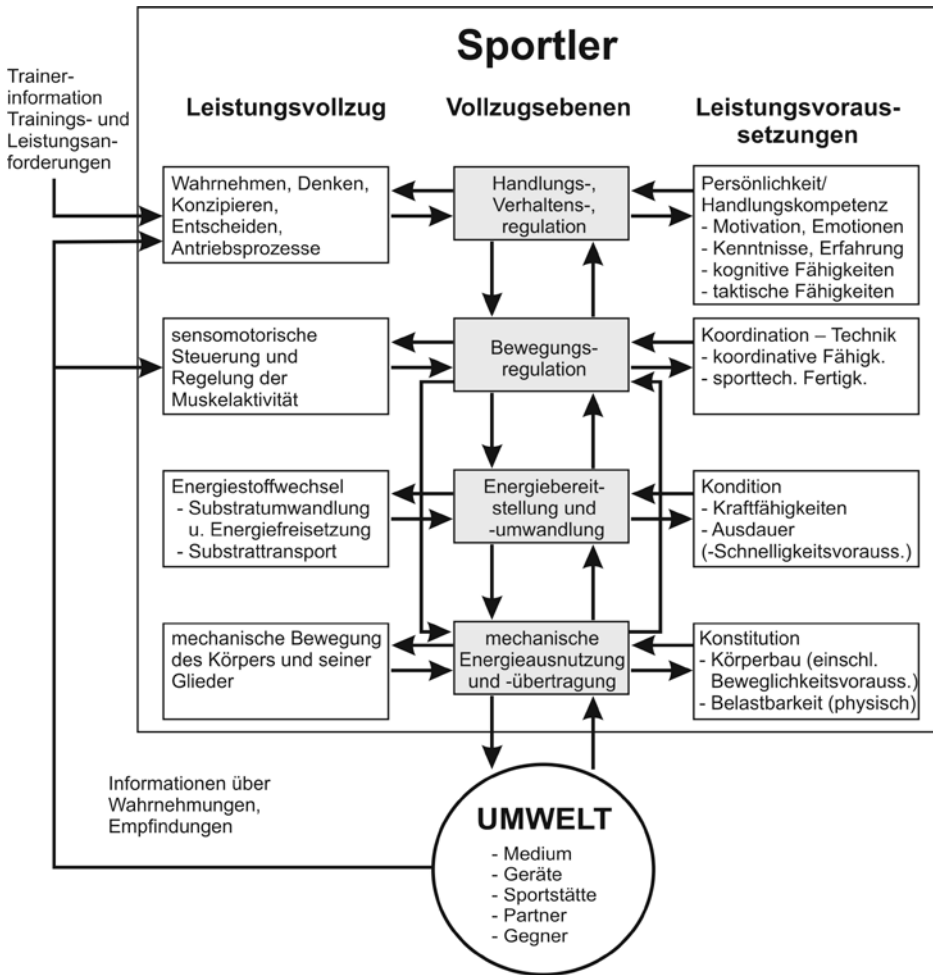 Sportler
Trainer-
information
Trainings- und
Leistungsan-
forderungen
Leistungsvollzug
Vollzugsebenen
Leistungsvoraus-
setzungen
Wahrnehmen, Denken,
Konzipieren,
Entscheiden,
Antriebsprozesse
Handlungs-,
Verhaltens-,
regulation
Persönlichkeit/
Handlungskompetenz
- Motivation, Emotionen
- Kenntnisse, Erfahrung
- kognitive Fähigkeiten
- taktische Fähigkeiten
sensomotorische
Steuerung und
Regelung der
Muskelaktivität
Bewegungs-
regulation
Koordination – Technik
- koordinative Fähigk.
- sporttech. Fertigk.
Energiestoffwechsel
- Substratumwandlung
u. Energiefreisetzung
- Substrattransport
Energiebereit-
stellung und
-umwandlung
Kondition
- Kraftfähigkeiten
- Ausdauer
(-Schnelligkeitsvorauss.)
mechanische Bewegung
des Körpers und seiner
Glieder
mechanische
Energieausnutzung
und -übertragung
Konstitution
- Körperbau (einschl.
Beweglichkeitsvorauss.)
- Belastbarkeit (physisch)
Informationen über
Wahrnehmungen,
Empfindungen
UMWELT
- Medium
- Geräte
- Sportstätte
- Partner
- Gegner